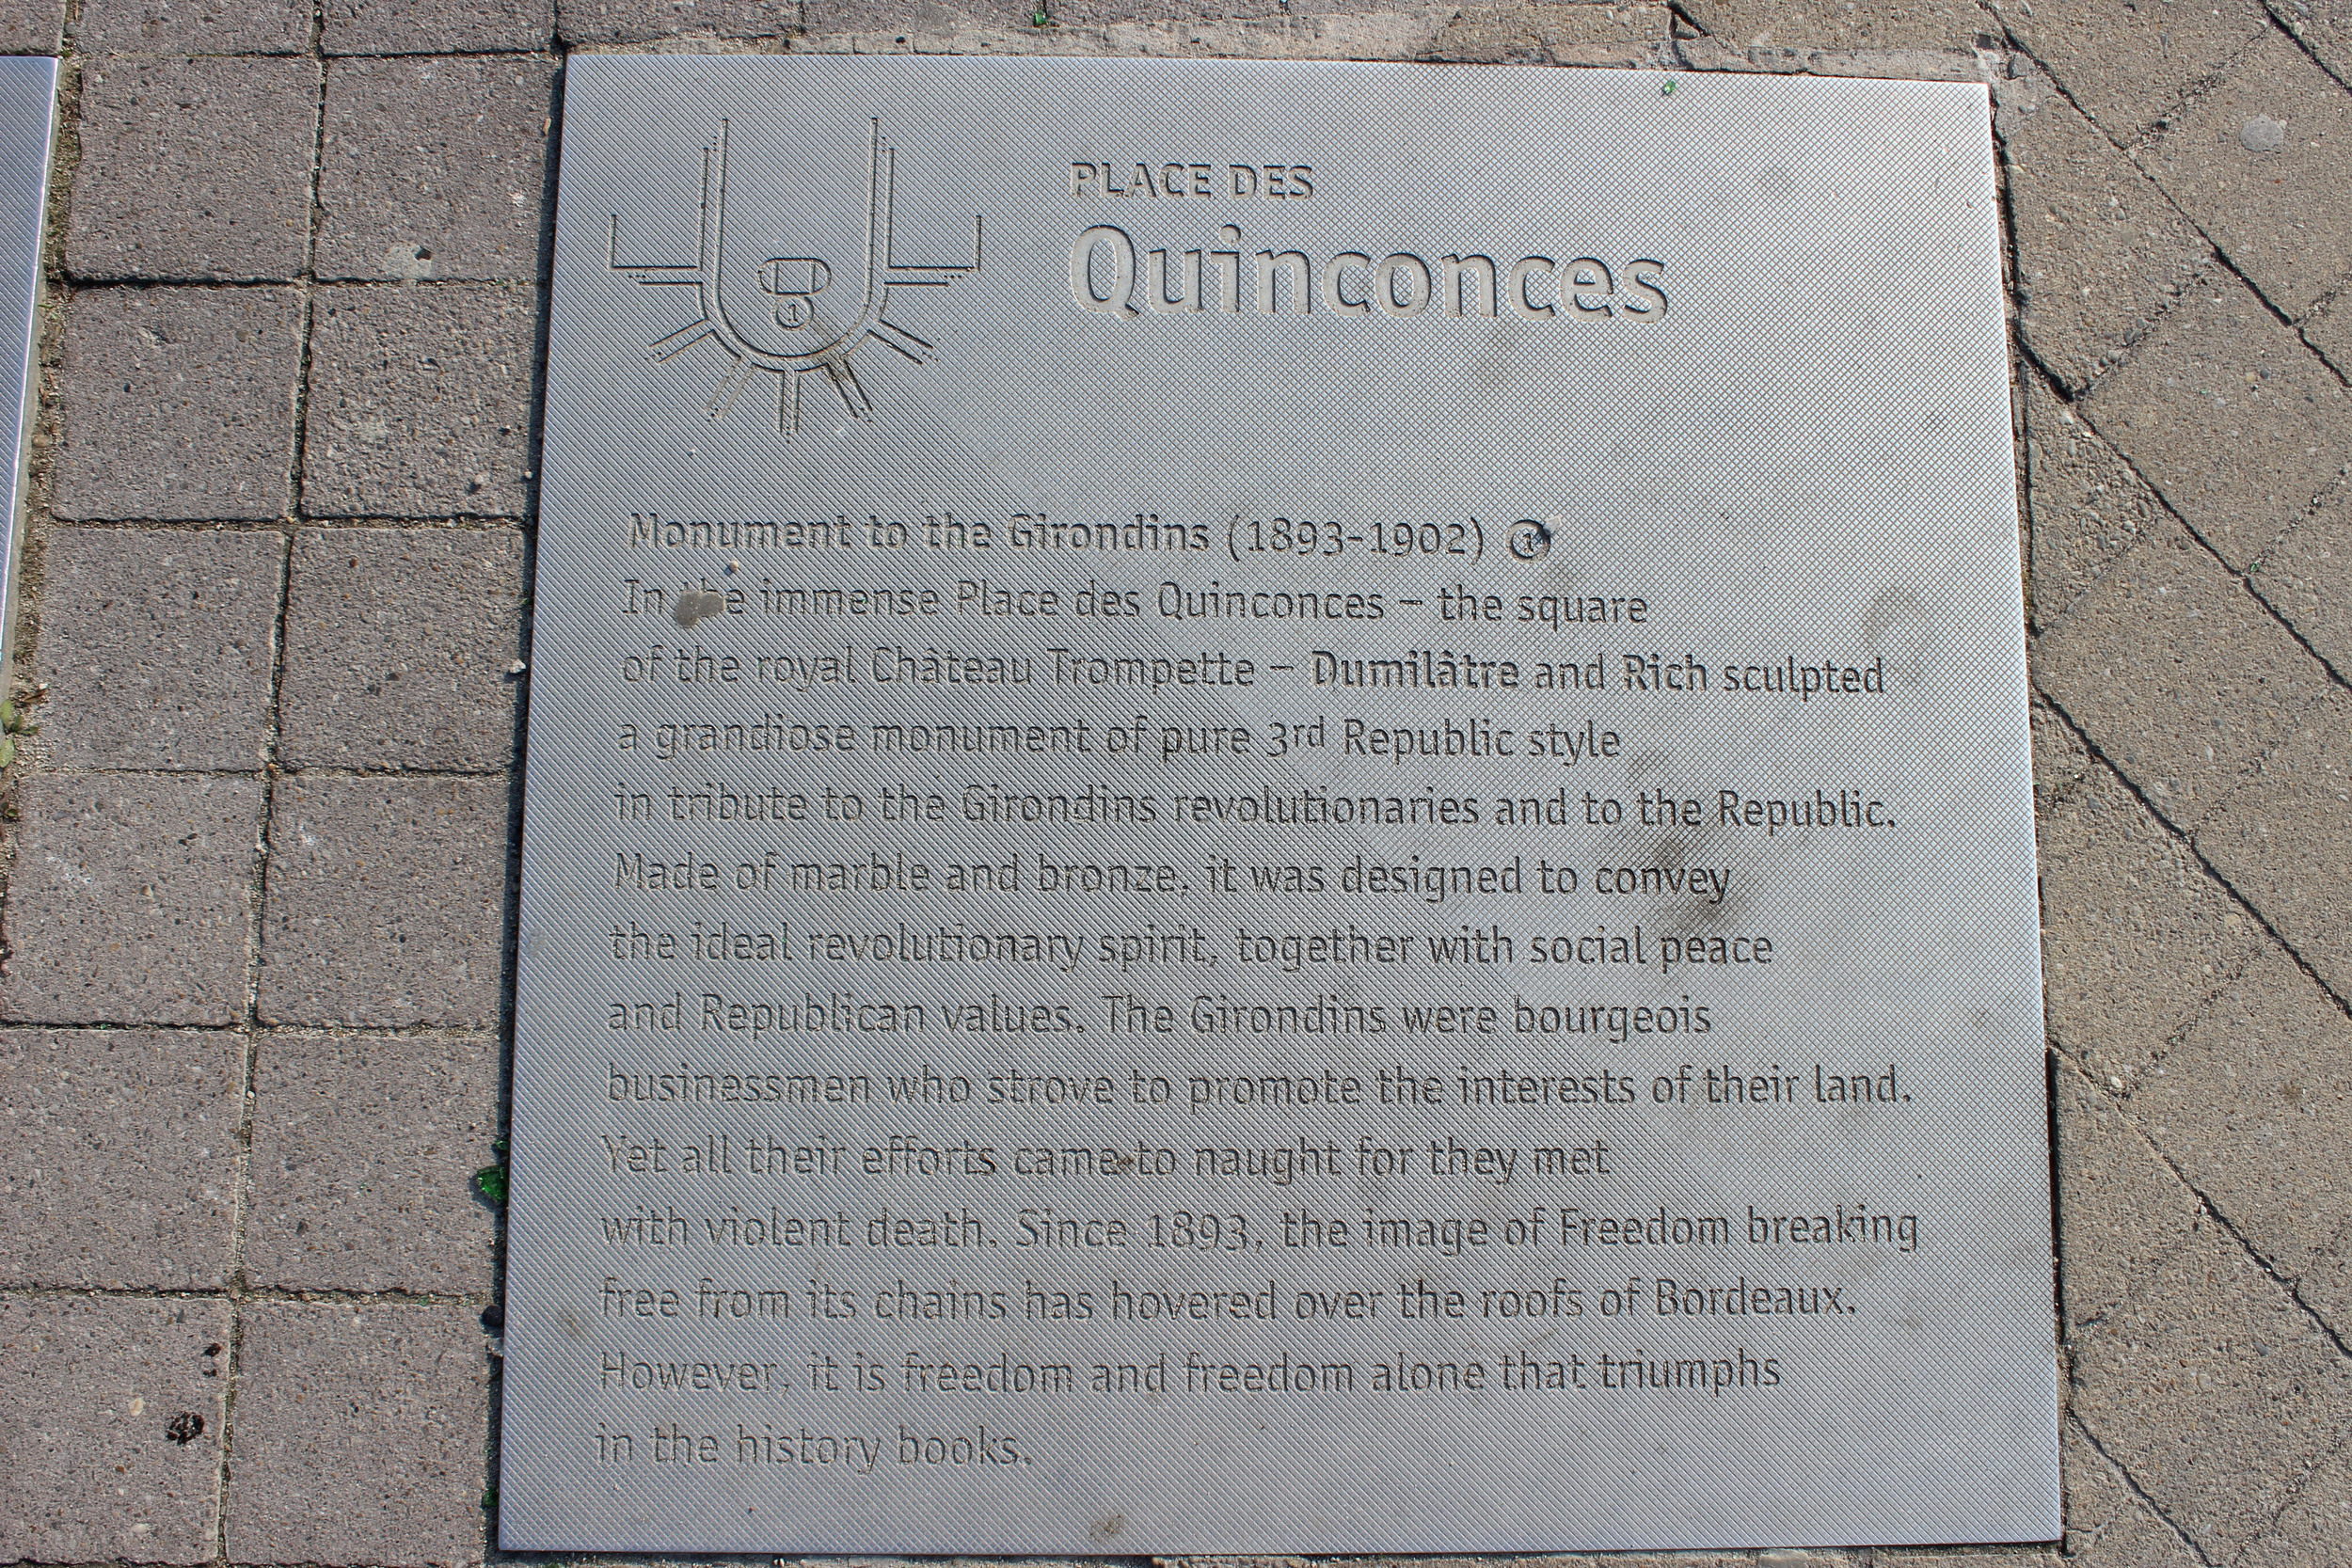 PLACE DES
Quinconces
1
Monument to the Girondins (1893-1902) 1
In the immense Place des Quinconces – the square
of the royal Château Trompette – Dumilâtre and Rich sculpted
a grandiose monument of pure 3rd Republic style
in tribute to the Girondins revolutionaries and to the Republic.
Made of marble and bronze, it was designed to convey
the ideal revolutionary spirit, together with social peace
and Republican values. The Girondins were bourgeois
businessmen who strove to promote the interests of their land.
Yet all their efforts came to naught for they met
with violent death. Since 1893, the image of Freedom breaking
free from its chains has hovered over the roofs of Bordeaux.
However, it is freedom and freedom alone that triumphs
in the history books.